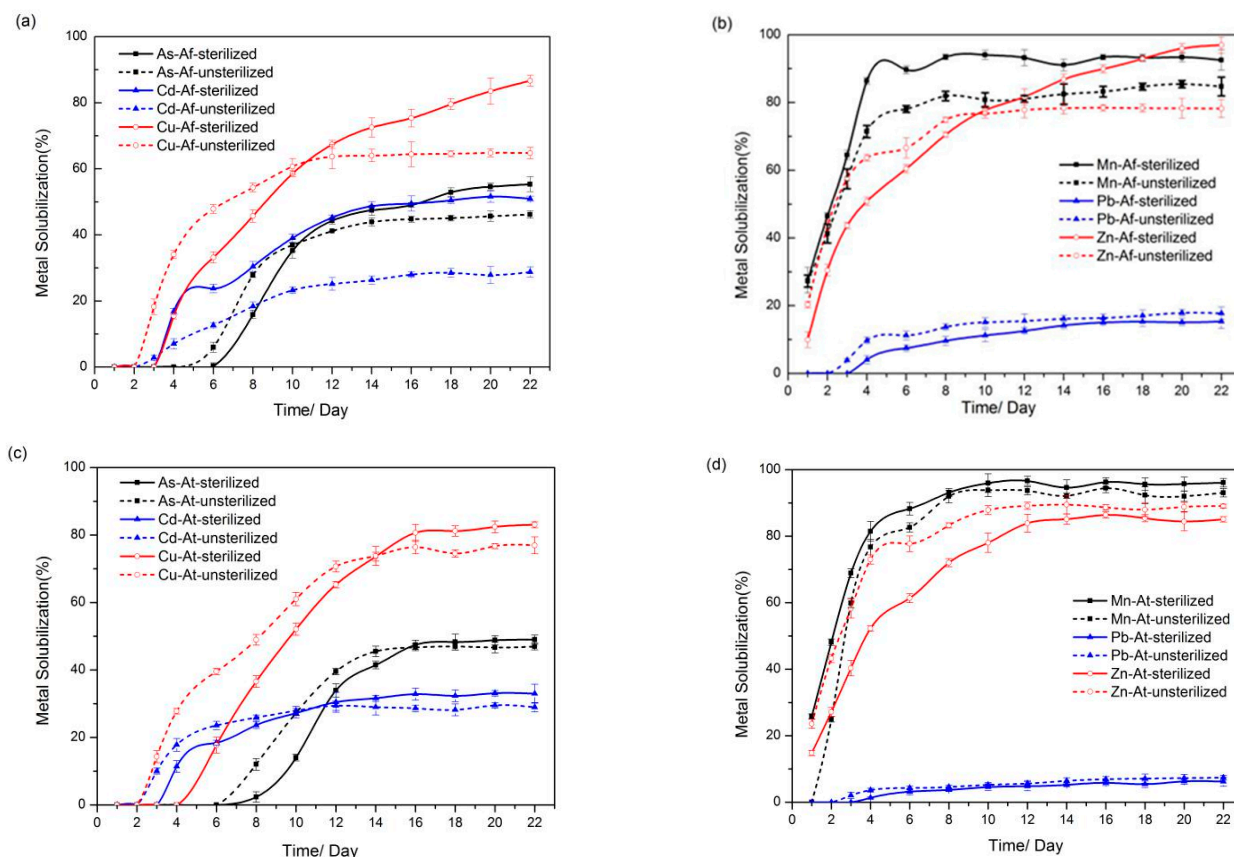 (a)
Metal Solubilization(%)
100
80
60
40
20
0
As-Af-sterilized
As-Af-unsterilized
Cd-Af-sterilized
Cd-Af-unsterilized
Cu-Af-sterilized
Cu-Af-unsterilized
0 2 4 6 8 10 12 14 16 18 20 22
Time/ Day
(b)
Metal Solubilization(%)
100
80
60
40
20
0
Mn-Af-sterilized
Mn-Af-unsterilized
Pb-Af-sterilized
Pb-Af-unsterilized
Zn-Af-sterilized
Zn-Af-unsterilized
0 2 4 6 8 10 12 14 16 18 20 22
Time/ Day
(c)
Metal Solubilization(%)
100
80
60
40
20
0
As-At-sterilized
As-At-unsterilized
Cd-At-sterilized
Cd-At-unsterilized
Cu-At-sterilized
Cu-At-unsterilized
0 2 4 6 8 10 12 14 16 18 20 22
Time/ Day
(d)
Metal Solubilization(%)
100
80
60
40
20
0
Mn-At-sterilized
Mn-At-unsterilized
Pb-At-sterilized
Pb-At-unsterilized
Zn-At-sterilized
Zn-At-unsterilized
0 2 4 6 8 10 12 14 16 18 20 22
Time/ Day